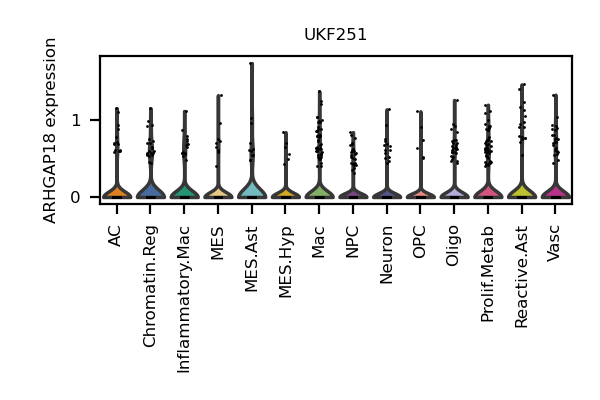 UKF251
ARHGAP18 expression
1
0
AC
Chromatin.Reg
Inflammatory.Mac
MES
MES.Ast
MES.Hyp
Mac
NPC
Neuron
OPC
Oligo
Prolif.Metab
Reactive.Ast
Vasc